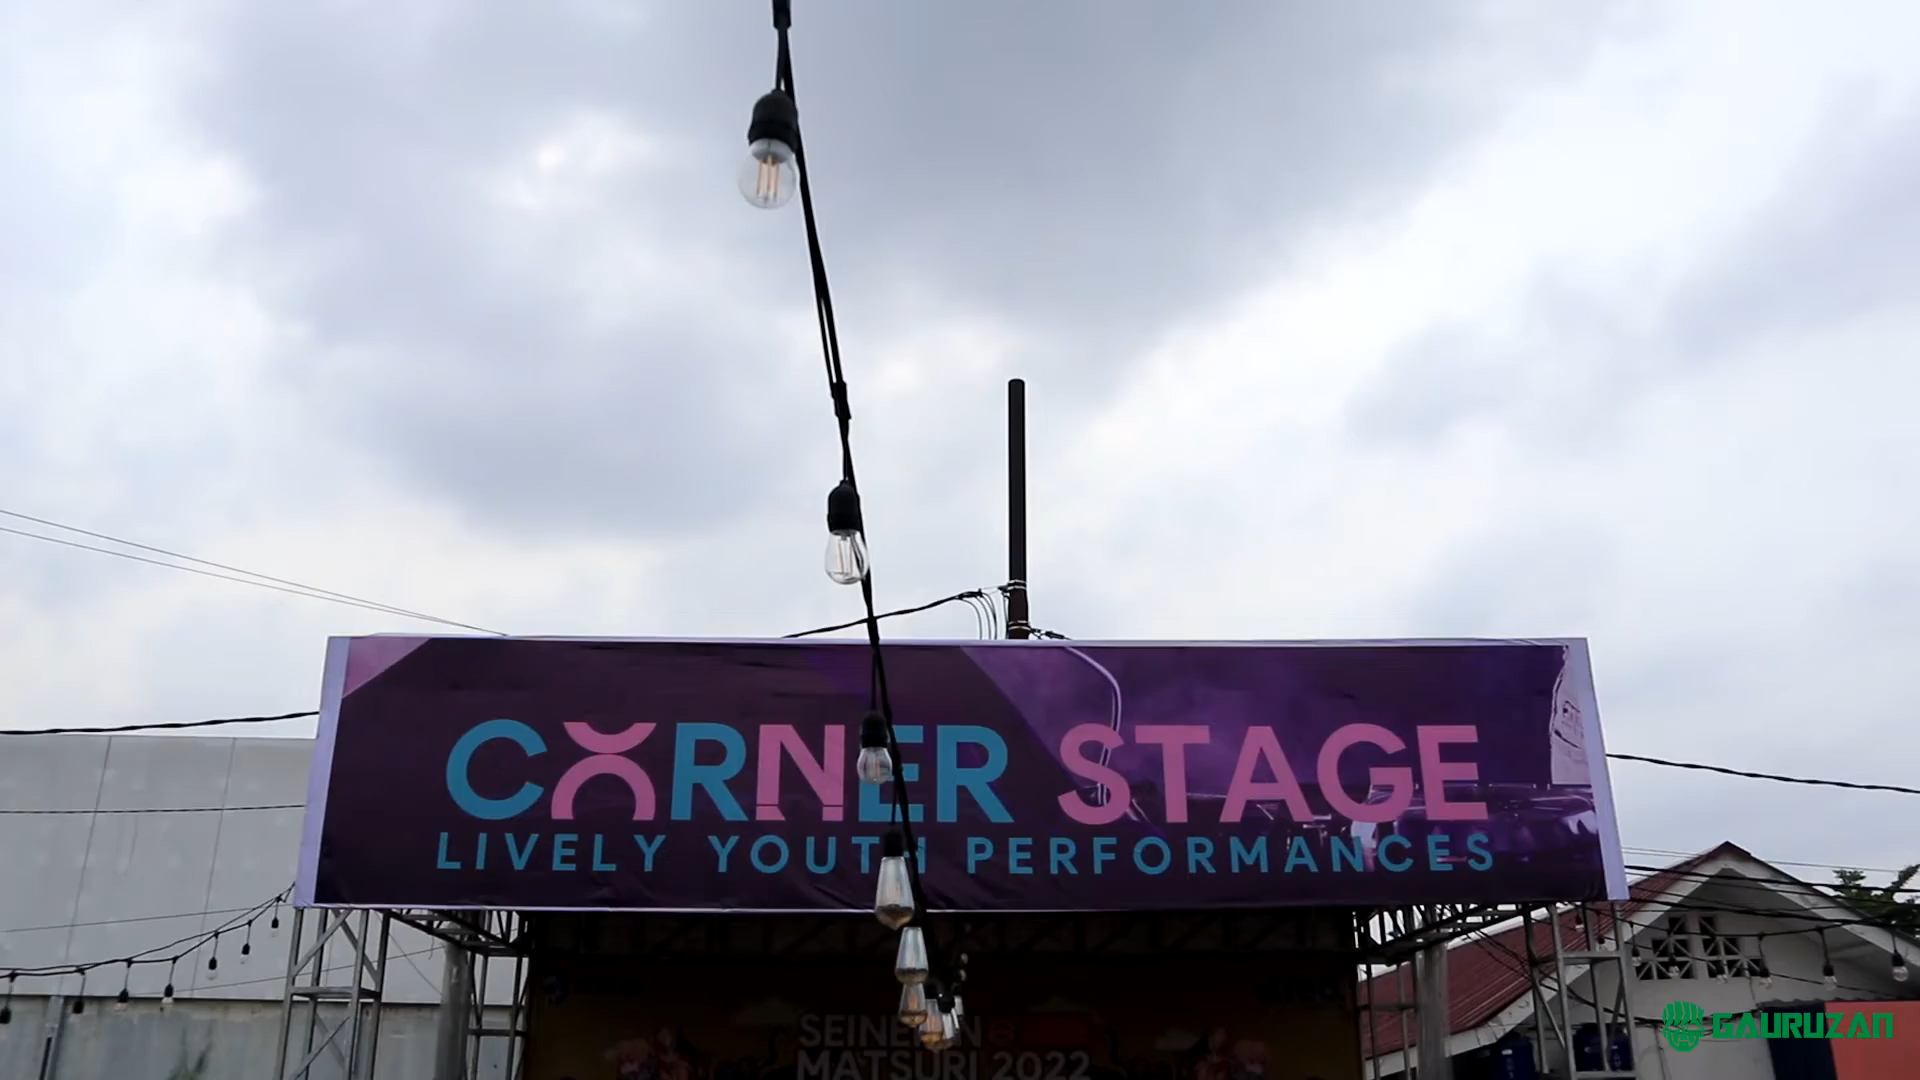 CORNER STAGE
LIVELY YOUTH PERFORMANCES
MATSURI 2022
GAURUZAN